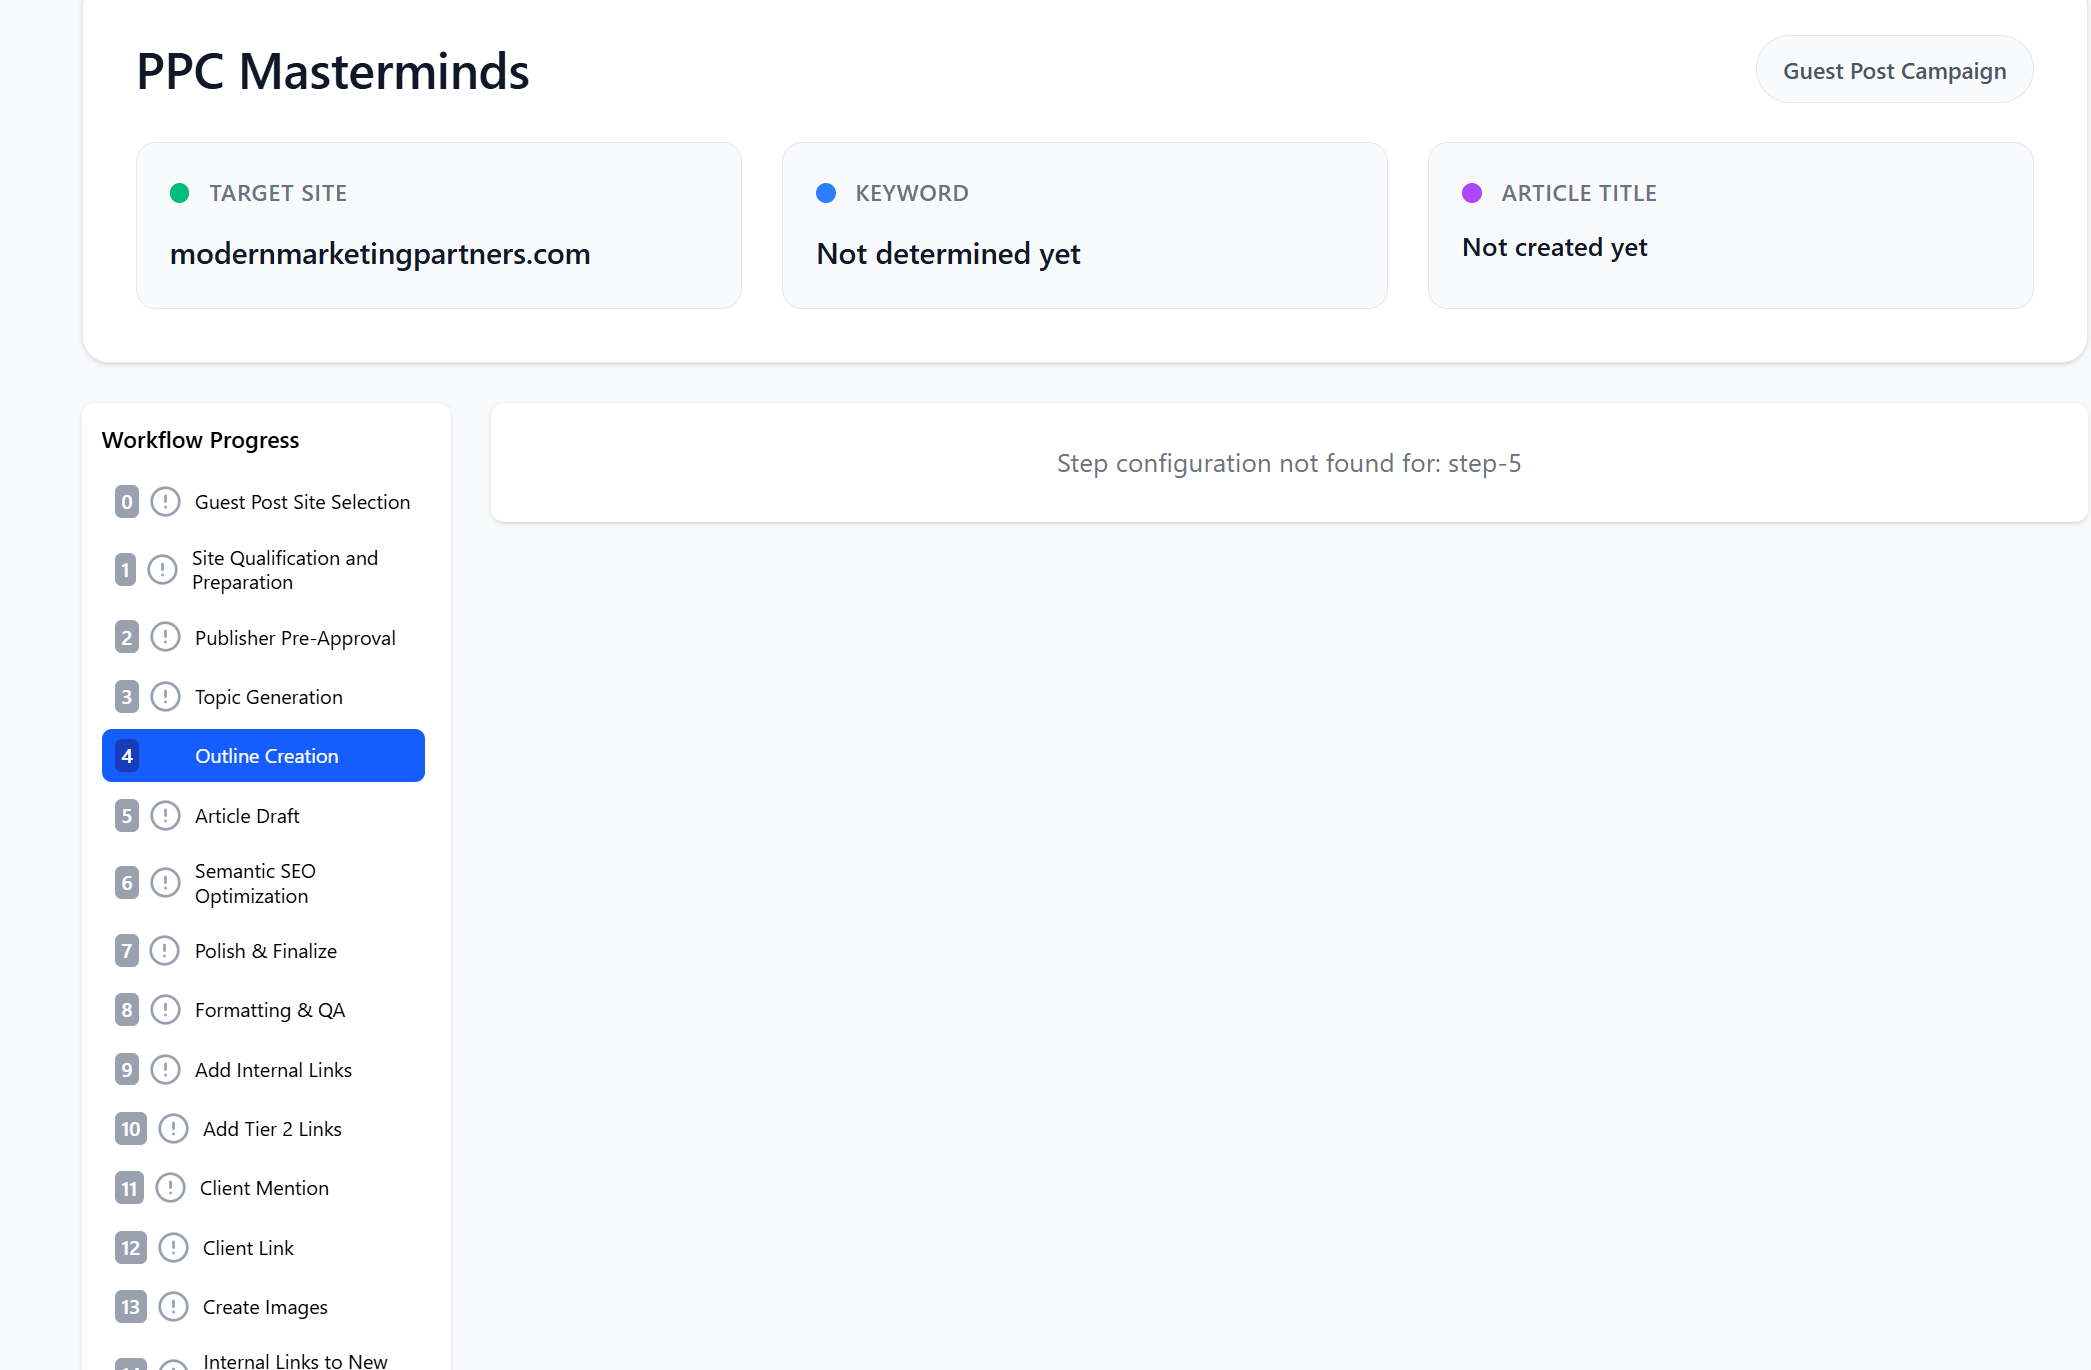 PPC Masterminds
Guest Post Campaign
TARGET SITE
modernmarketingpartners.com
KEYWORD
Not determined yet
ARTICLE TITLE
Not created yet
Workflow Progress
0 Guest Post Site Selection
1 Site Qualification and
Preparation
2 Publisher Pre-Approval
3 Topic Generation
4 Outline Creation
5 Article Draft
6 Semantic SEO
Optimization
7 Polish & Finalize
8 Formatting & QA
9 Add Internal Links
10 Add Tier 2 Links
11 Client Mention
12 Client Link
13 Create Images
Internal Links to New
Step configuration not found for: step-5